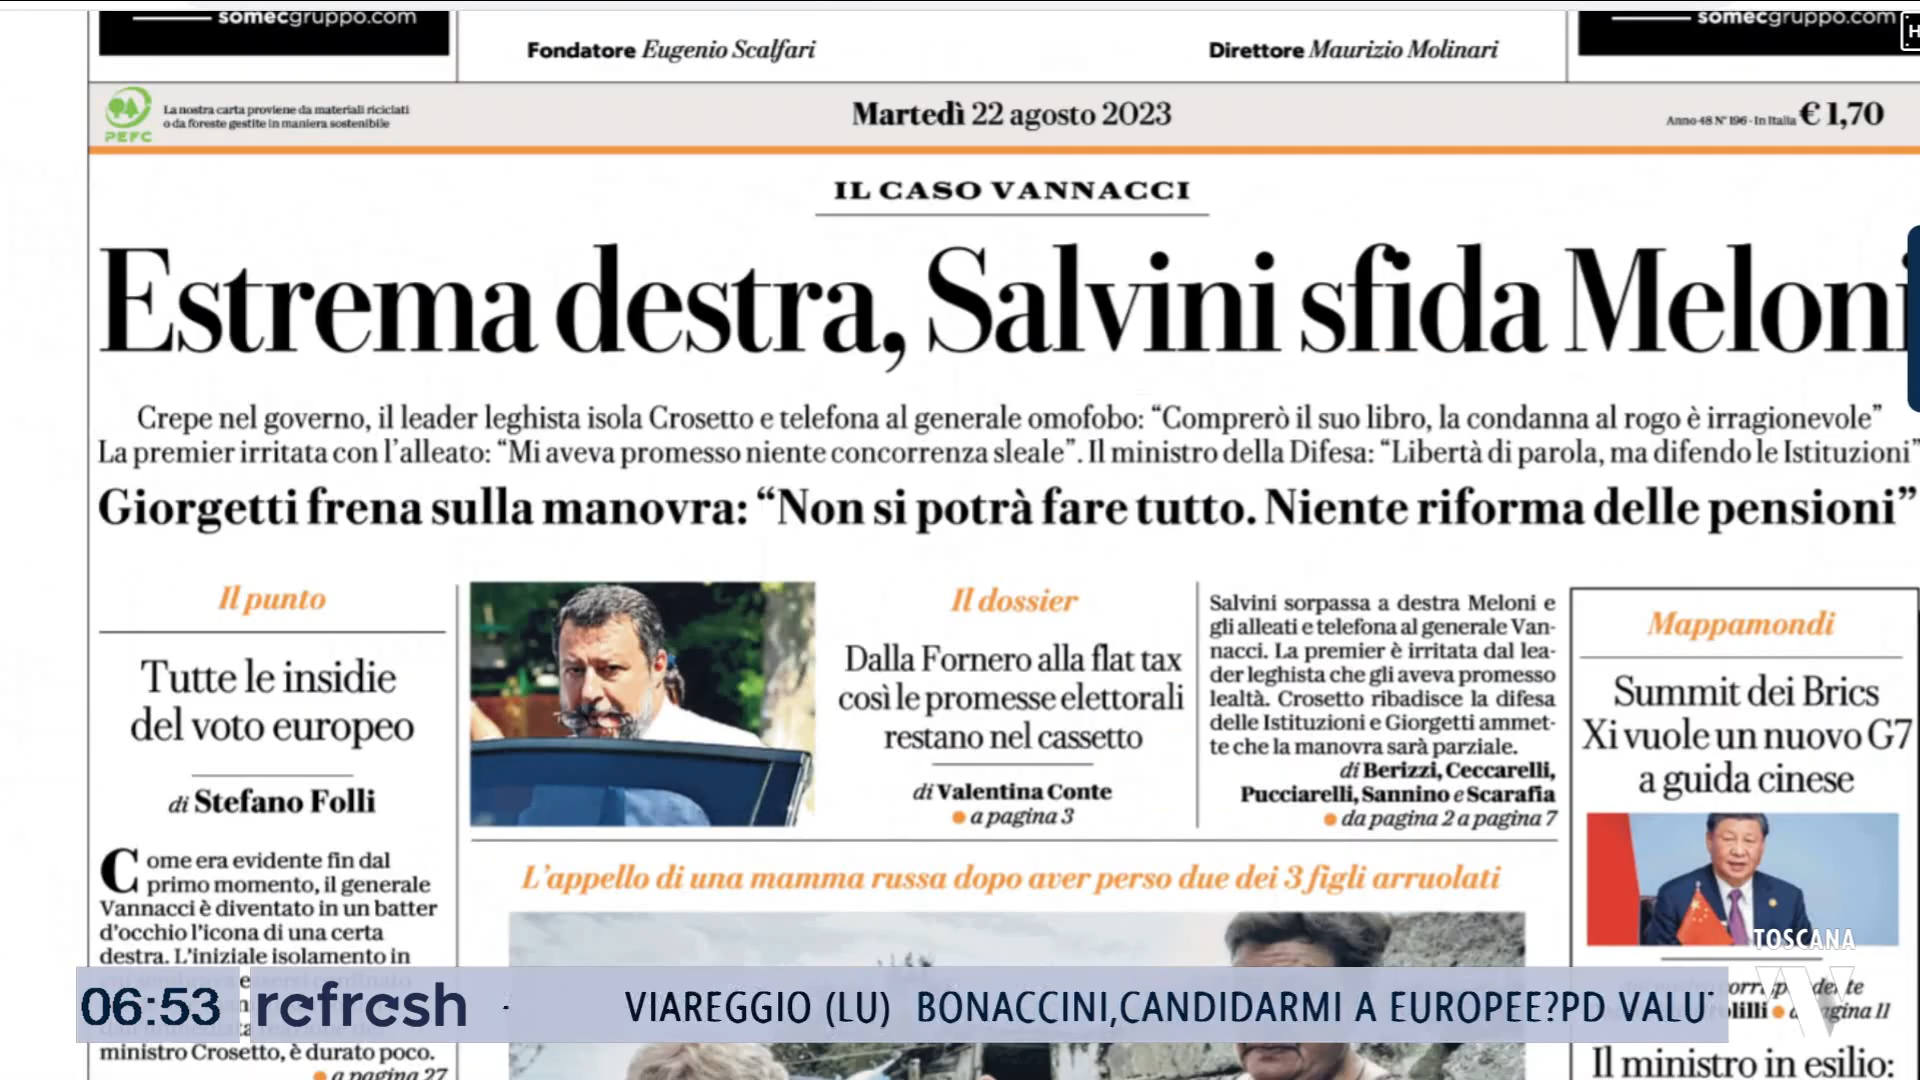 somecgruppo.com
somecgruppo.com
H
Fondatore Eugenio Scalfari
Direttore Maurizio Molinari
PEFC
La nostra carta proviene da materiali riciclati
o da foreste gestite in maniera sostenibile
Martedì 22 agosto 2023
Anno 48 N° 196 - In Italia € 1,70
IL CASO VANNACCI
Estrema destra, Salvini sfida Meloni
Crepe nel governo, il leader leghista isola Crosetto e telefona al generale omofobo: “Comprerò il suo libro, la condanna al rogo è irragionevole”
La premier irritata con l’alleato: “Mi aveva promesso niente concorrenza sleale”. Il ministro della Difesa: “Libertà di parola, ma difendo le Istituzioni”
Giorgetti frena sulla manovra: “Non si potrà fare tutto. Niente riforma delle pensioni”
Il punto
Tutte le insidie
del voto europeo
di Stefano Folli
Come era evidente fin dal
primo momento, il generale
Vannacci è diventato in un batter
d’occhio l’icona di una certa
destra. L’iniziale isolamento in
ministro Crosetto, è durato poco.
a pagina 27
Il dossier
Dalla Fornero alla flat tax
così le promesse elettorali
restano nel cassetto
di Valentina Conte
a pagina 3
Salvini sorpassa a destra Meloni e
gli alleati e telefona al generale Van-
nacci. La premier è irritata dal lea-
der leghista che gli aveva promesso
lealtà. Crosetto ribadisce la difesa
delle Istituzioni e Giorgetti ammet-
te che la manovra sarà parziale.
di Berizzi, Ceccarelli,
Pucciarelli, Sannino e Scarafia
da pagina 2 a pagina 7
L’appello di una mamma russa dopo aver perso due dei 3 figli arruolati
Mappamondi
Summit dei Brics
Xi vuole un nuovo G7
a guida cinese
TOSCANA
Il ministro in esilio:
06:53 refresh
VIAREGGIO (LU) BONACCINI,CANDIDARMI A EUROPEE?PD VALU